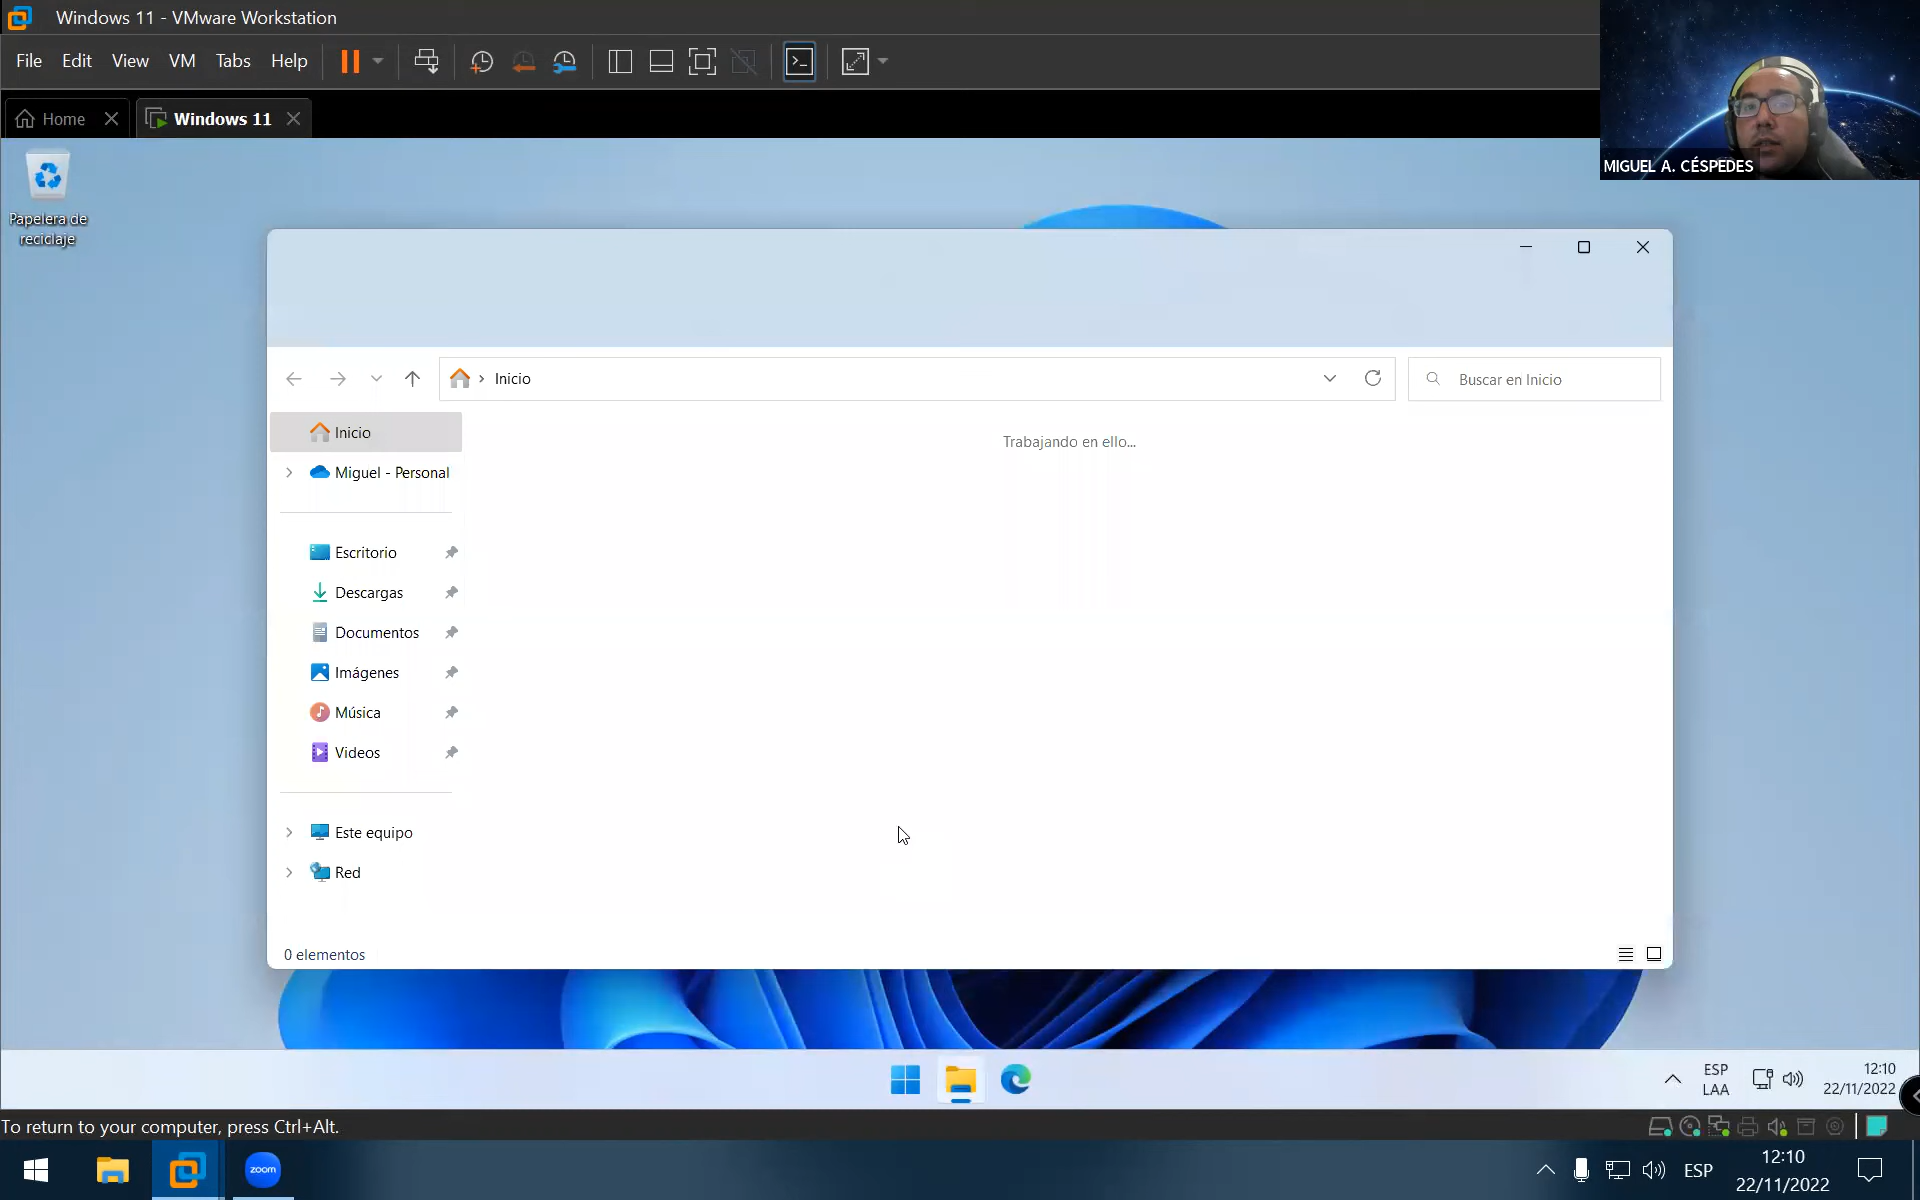 Windows 11 - VMware Workstation
File Edit View VM Tabs Help
Home
Windows 11
MIGUEL A. CÉSPEDES
Papelera de
reciclaje
Inicio
Buscar en Inicio
Inicio
Trabajando en ello...
Miguel - Personal
Escritorio
Descargas
Documentos
Imágenes
Música
Videos
Este equipo
Red
0 elementos
ESP
LAA
12:10
22/11/2022
To return to your computer, press Ctrl+Alt.
zoom
ESP
12:10
22/11/2022